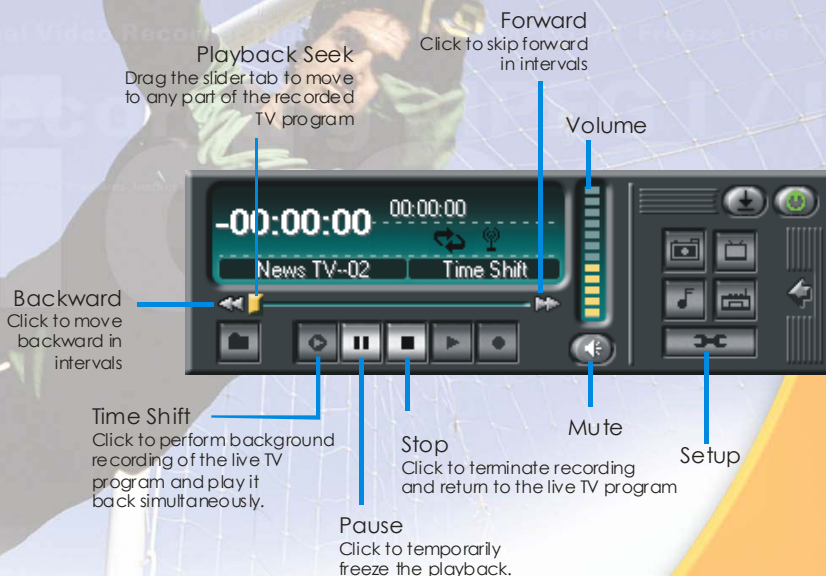 Forward
Click to skip forward
in intervals
Playback Seek
Drag the slider tab to move
to any part of the recorded
TV program
Volume
-00:00:00 00:00:00
News TV--02 Time Shift
Backward
Click to move
backward in
intervals
Time Shift
Click to perform background
recording of the live TV
program and play it
back simultaneously.
Stop
Click to terminate recording
and return to the live TV program
Mute
Setup
Pause
Click to temporarily
freeze the playback.